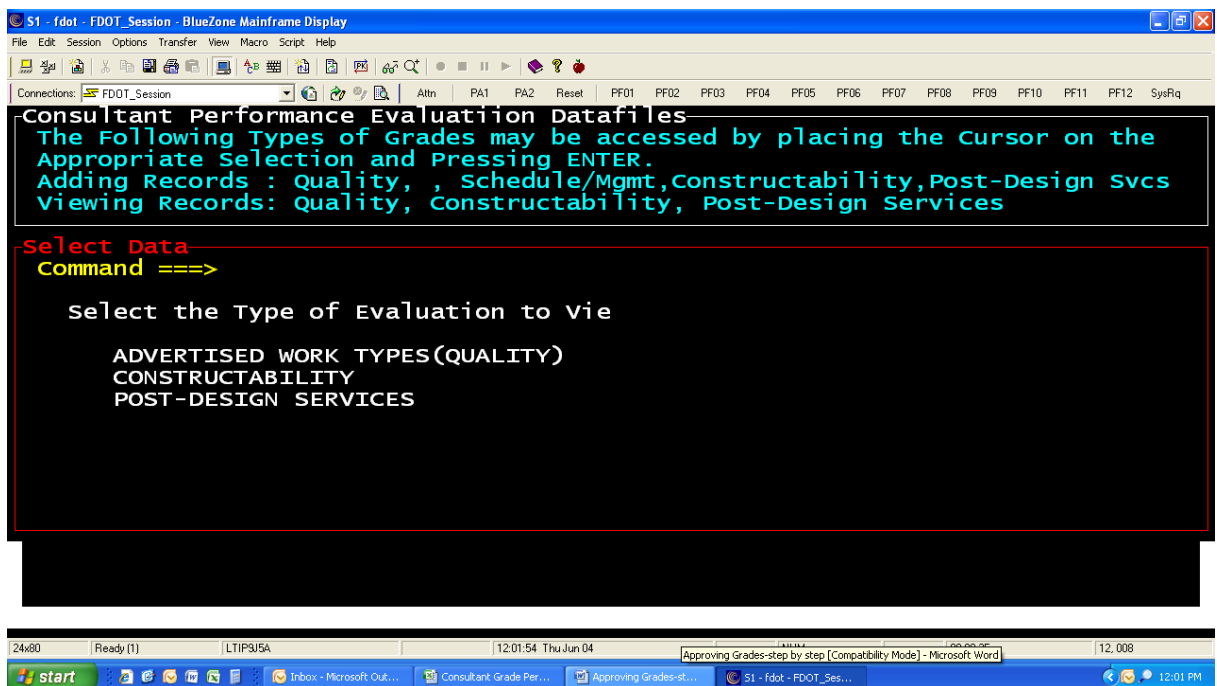 S1 - fdot - FDOT_Session - BlueZone Mainframe Display
File Edit Session Options Transfer View Macro Script Help
Connections: FDOT_Session Attn PA1 PA2 Reset PF01 PF02 PF03 PF04 PF05 PF06 PF07 PF08 PF09 PF10 PF11 PF12 SysRq
Consultant Performance Evaluatiion Datafiles
The Following Types of Grades may be accessed by placing the Cursor on the
Appropriate Selection and Pressing ENTER.
Adding Records : Quality, , Schedule/Mgmt,Constructability,Post-Design Svcs
Viewing Records: Quality, Constructability, Post-Design Services
Select Data
Command ===>
Select the Type of Evaluation to Vie
ADVERTISED WORK TYPES(QUALITY)
CONSTRUCTABILITY
POST-DESIGN SERVICES
24x80 Ready (1) LTIP9J5A 12:01:54 Thu Jun 04 12, 008
Approving Grades-step by step [Compatibility Mode] - Microsoft Word
start Inbox - Microsoft Out... Consultant Grade Per... Approving Grades-st... S1 - fdot - FDOT_Ses... 12:01 PM